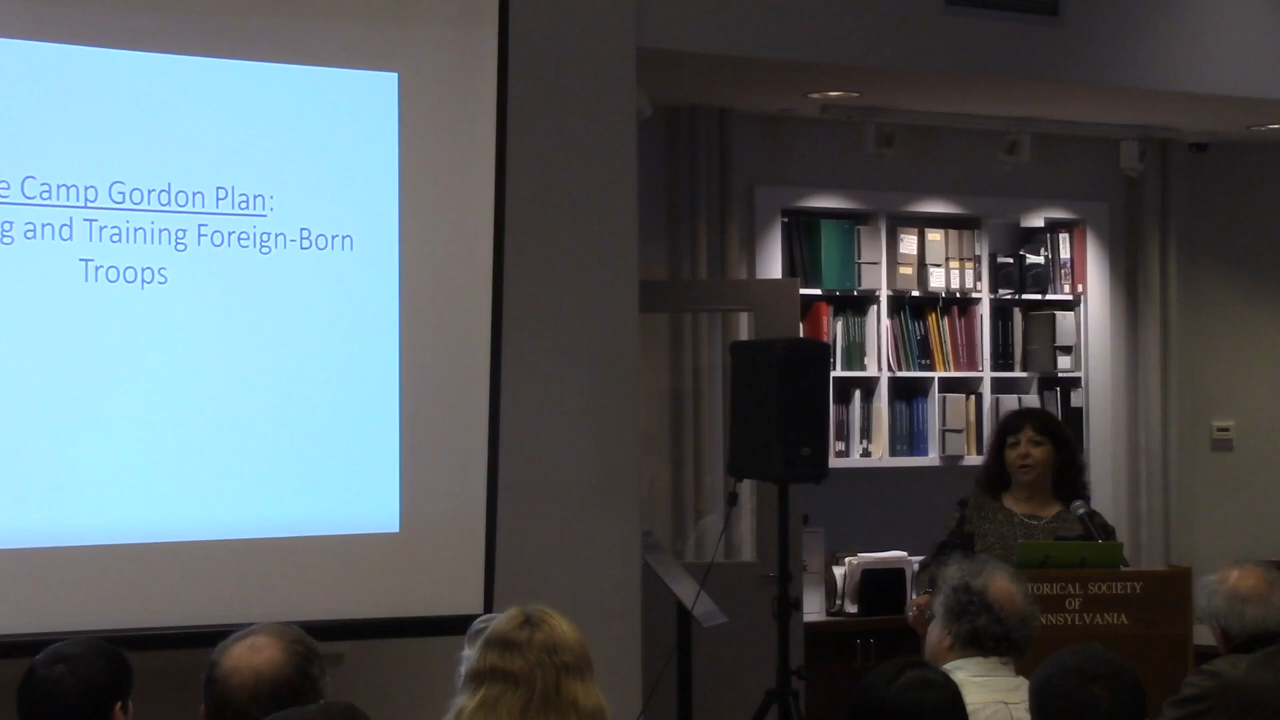 e Camp Gordon Plan:
g and Training Foreign-Born
Troops
TORICAL SOCIETY
OF
NNSYLVANIA